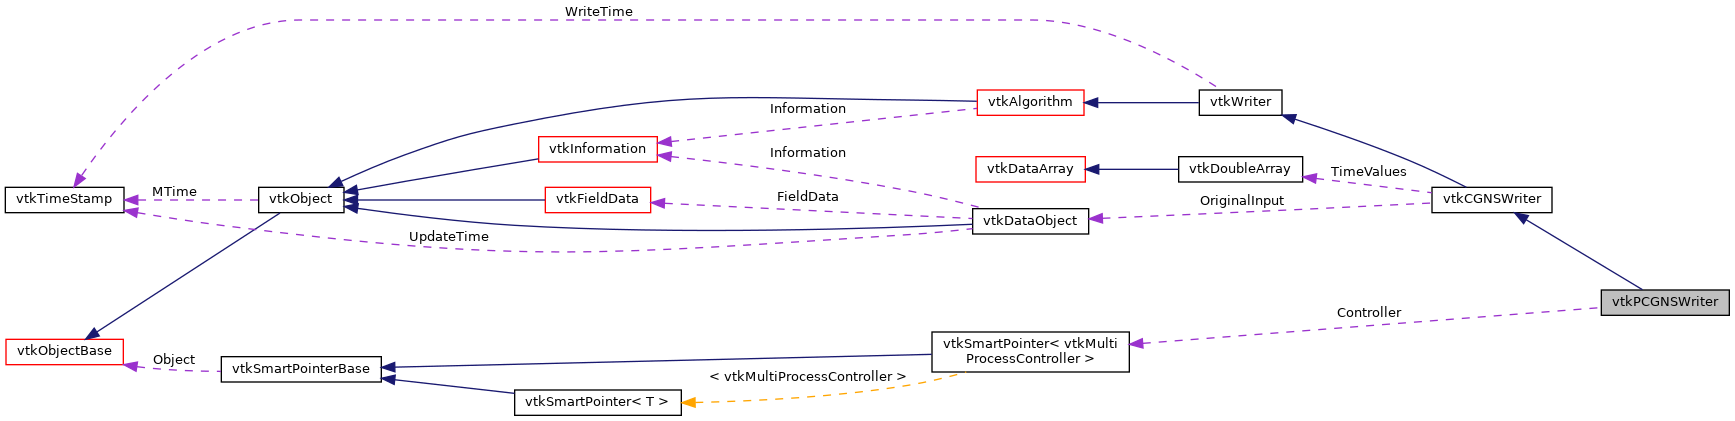 WriteTime
vtkAlgorithm
vtkWriter
Information
vtkInformation
Information
vtkDataArray
vtkDoubleArray
TimeValues
MTime
vtkTimeStamp
vtkObject
vtkFieldData
FieldData
OriginalInput
vtkCGNSWriter
vtkDataObject
UpdateTime
vtkPCGNSWriter
Controller
vtkObjectBase
Object
vtkSmartPointerBase
vtkSmartPointer< vtkMulti
ProcessController >
< vtkMultiProcessController >
vtkSmartPointer< T >